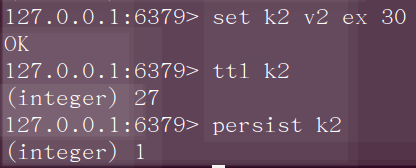 127.0.0.1:6379> set k2 v2 ex 30
OK
127.0.0.1:6379> ttl k2
(integer) 27
127.0.0.1:6379> persist k2
(integer) 1